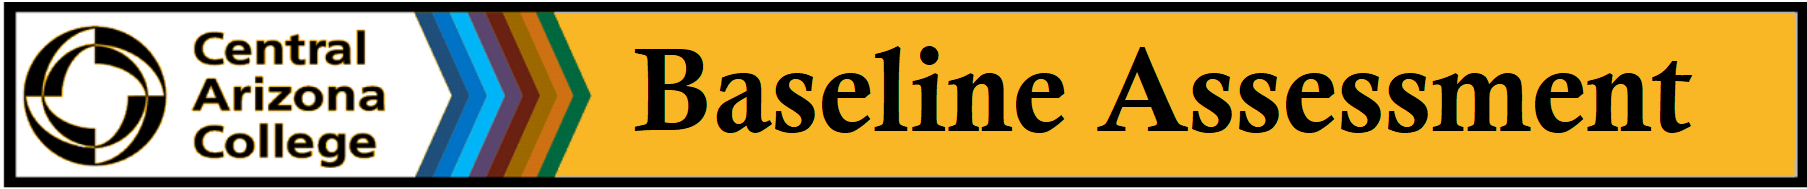 Central
Arizona
College
Baseline Assessment